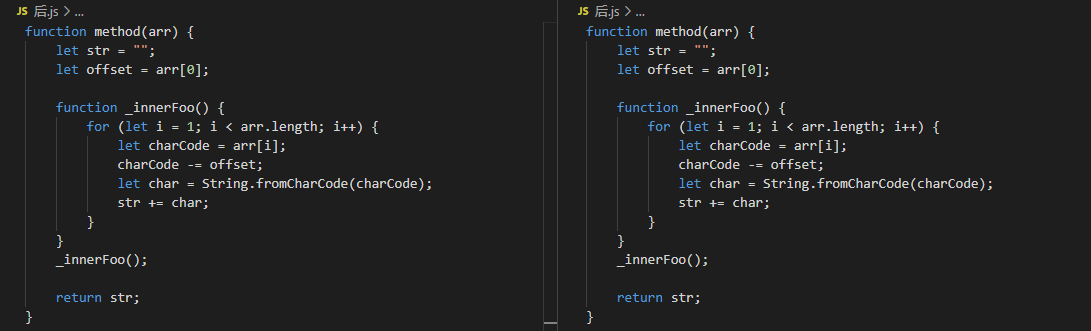 JS 后.js > ...
function method(arr) {
    let str = "";
    let offset = arr[0];
    function _innerFoo() {
        for (let i = 1; i < arr.length; i++) {
            let charCode = arr[i];
            charCode -= offset;
            let char = String.fromCharCode(charCode);
            str += char;
        }
    }
    _innerFoo();
    return str;
}
JS 后.js > ...
function method(arr) {
    let str = "";
    let offset = arr[0];
    function _innerFoo() {
        for (let i = 1; i < arr.length; i++) {
            let charCode = arr[i];
            charCode -= offset;
            let char = String.fromCharCode(charCode);
            str += char;
        }
    }
    _innerFoo();
    return str;
}